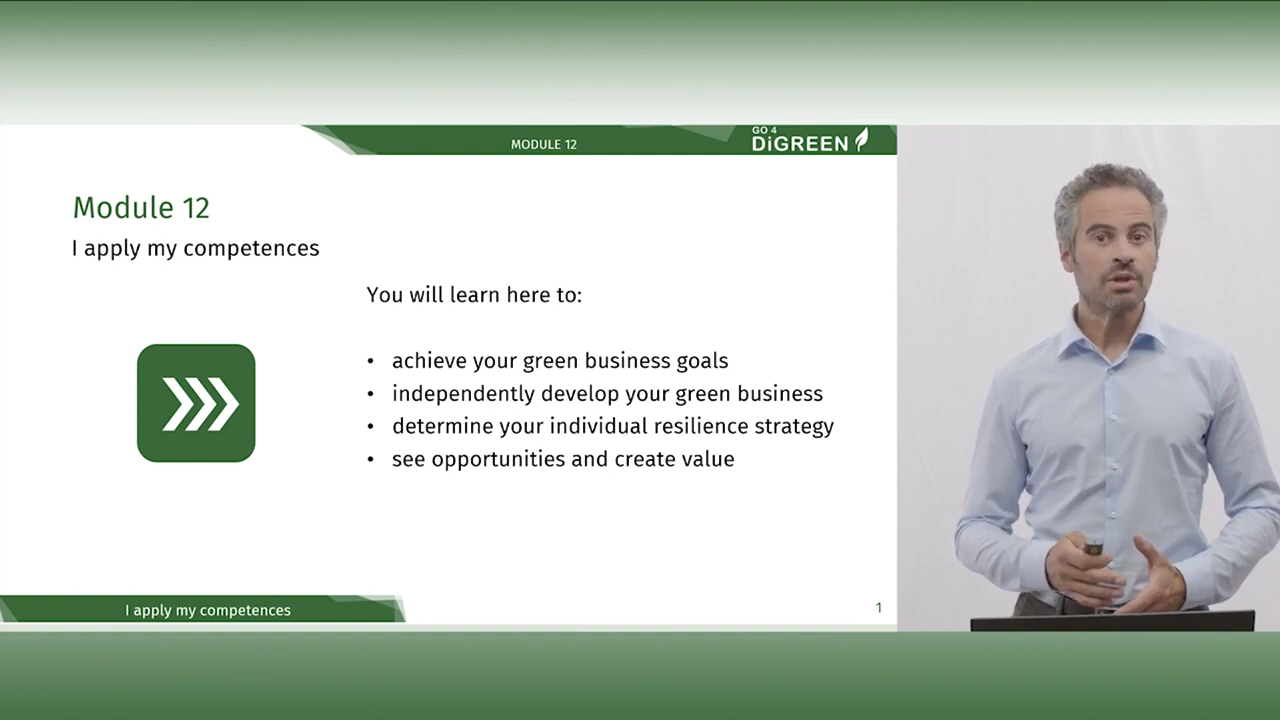 MODULE 12
GO 4
DiGREEN
Module 12
I apply my competences
You will learn here to:
• achieve your green business goals
• independently develop your green business
• determine your individual resilience strategy
• see opportunities and create value
I apply my competences
1